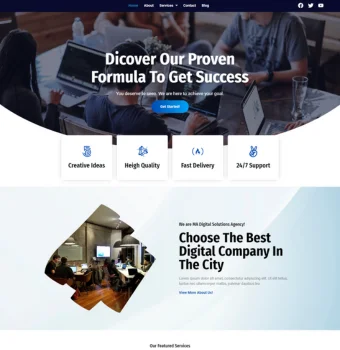 Home About Services Contact Blog
Dicover Our Proven
Formula To Get Success
You deserve to open. We are here to achieve your goal.
Get Started!
Creative Ideas
Heigh Quality
Fast Delivery
24/7 Support
We are MA Digital Solutions Agency!
Choose The Best
Digital Company In
The City
Lorem ipsum dolor sit amet, consectetur adipiscing elit. Ut elit tellus,
luctus nec ullamcorper mattis, pulvinar dapibus leo.
View More About Us!
Our Featured Services